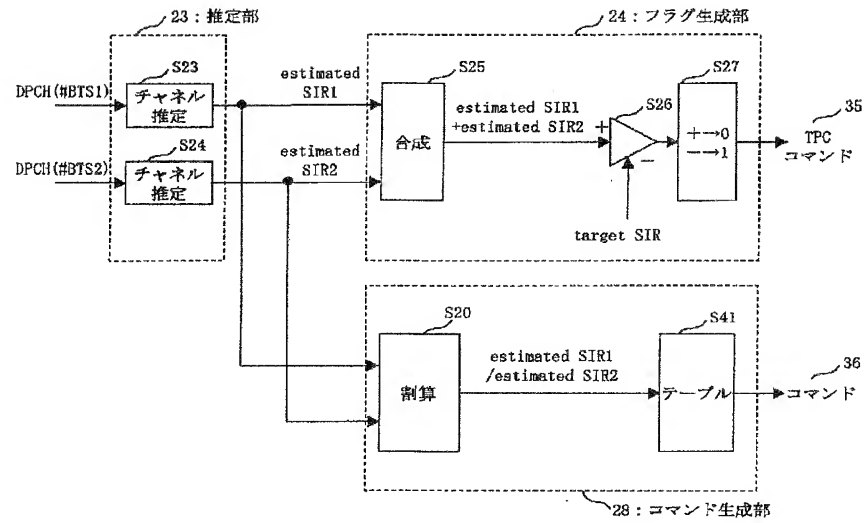 23：推定部
24：フラグ生成部
S23
DPCH(#BTS1)
チャネル
推定
estimated
SIR1
S24
DPCH(#BTS2)
チャネル
推定
estimated
SIR2
S25
合成
estimated SIR1
+estimated SIR2
+
S26
−
target SIR
S27
＋→0
−→1
35
TPC
コマンド
S20
割算
estimated SIR1
/estimated SIR2
S41
テーブル
36
コマンド
28：コマンド生成部